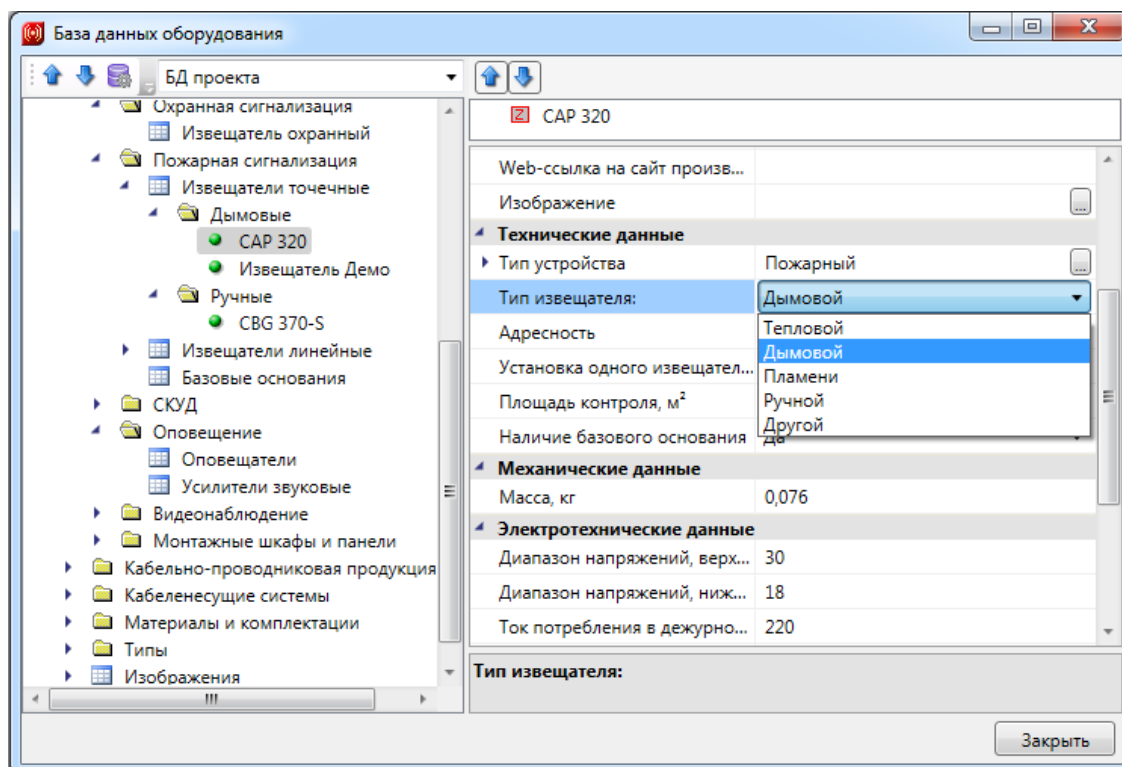 База данных оборудования
БД проекта
Охранная сигнализация
Извещатель охранный
Пожарная сигнализация
Извещатели точечные
Дымовые
CAP 320
Извещатель Демо
Ручные
CBG 370-S
Извещатели линейные
Базовые основания
СКУД
Оповещение
Оповещатели
Усилители звуковые
Видеонаблюдение
Монтажные шкафы и панели
Кабельно-проводниковая продукция
Кабеленесущие системы
Материалы и комплектации
Типы
Изображения
CAP 320
Web-ссылка на сайт произв...
Изображение
Технические данные
Тип устройства Пожарный
Тип извещателя: Дымовой
Тепловой
Дымовой
Пламени
Ручной
Другой
Адресность
Установка одного извещател...
Площадь контроля, м²
Наличие базового основания Да
Механические данные
Масса, кг 0,076
Электротехнические данные
Диапазон напряжений, верх... 30
Диапазон напряжений, ниж... 18
Ток потребления в дежурно... 220
Тип извещателя:
Закрыть